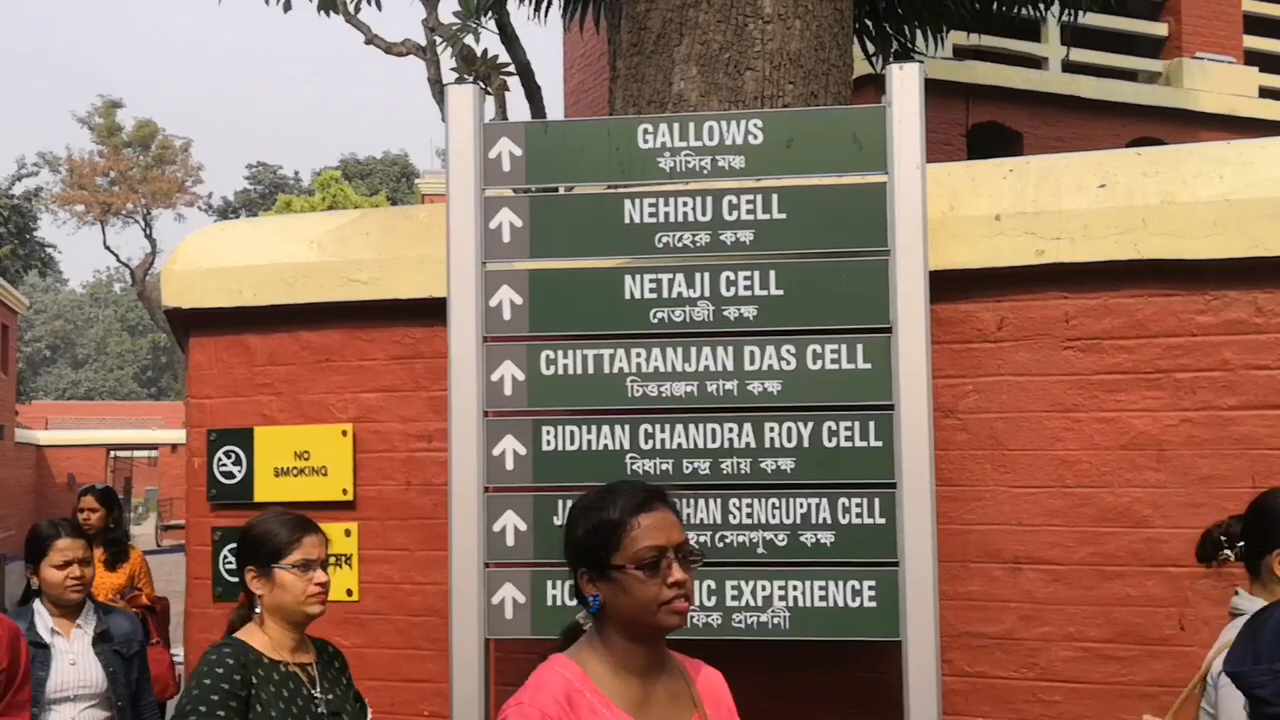 GALLOWS
ফাঁসির মঞ্চ
NEHRU CELL
নেহেরু কক্ষ
NETAJI CELL
নেতাজী কক্ষ
CHITTARANJAN DAS CELL
চিত্তরঞ্জন দাশ কক্ষ
BIDHAN CHANDRA ROY CELL
বিধান চন্দ্র রায় কক্ষ
SENGUPTA CELL
সেনগুপ্ত কক্ষ
EXPERIENCE
প্রদর্শনী
NO
SMOKING